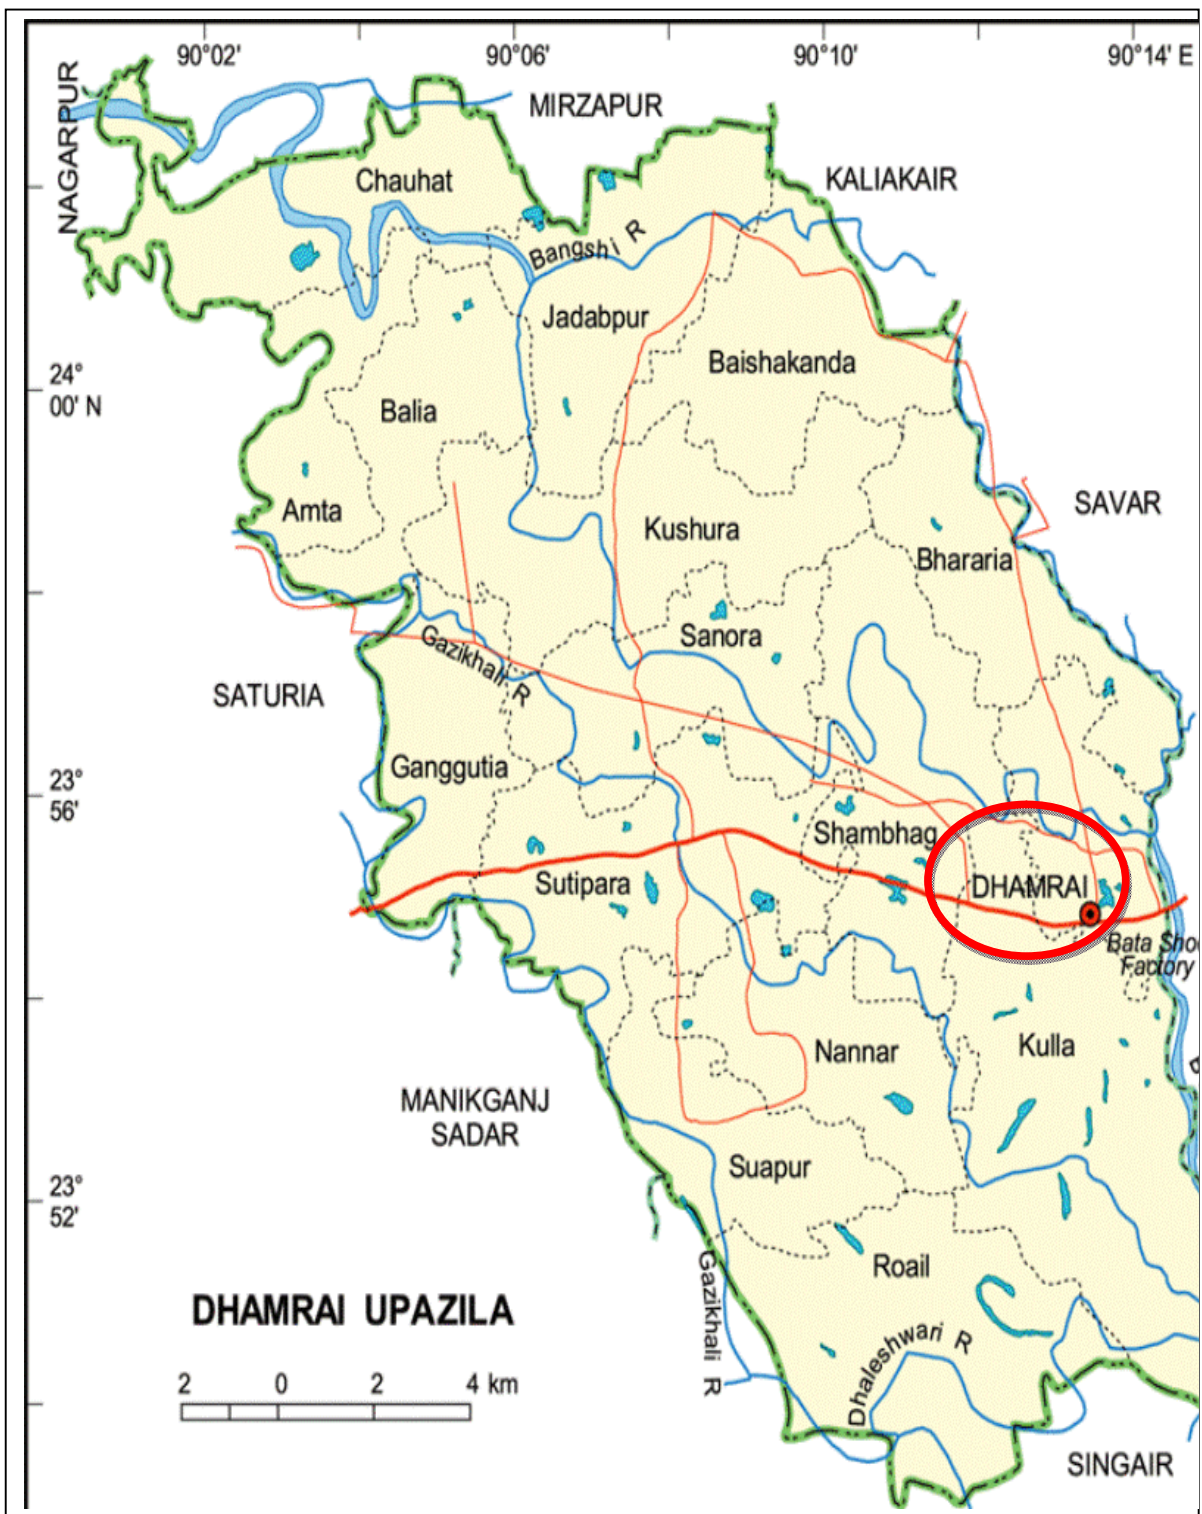 90°02'
90°06'
90°10'
90°14' E
NAGARPUR
MIRZAPUR
KALIAKAIR
Chauhat
Bangshi R
Jadabpur
Baishakanda
24°
00' N
Balia
Amta
SAVAR
Kushura
Bhararia
Sanora
Gazikhali R
SATURIA
Ganggutia
23°
56'
Shambhag
Sutipara
DHAMRAI
Bata Shoe
Factory
Nannar
Kulla
MANIKGANJ
SADAR
Suapur
23°
52'
Roail
Gazikhali R
DHAMRAI UPAZILA
Dhaleshwari R
2 0 2 4 km
SINGAIR